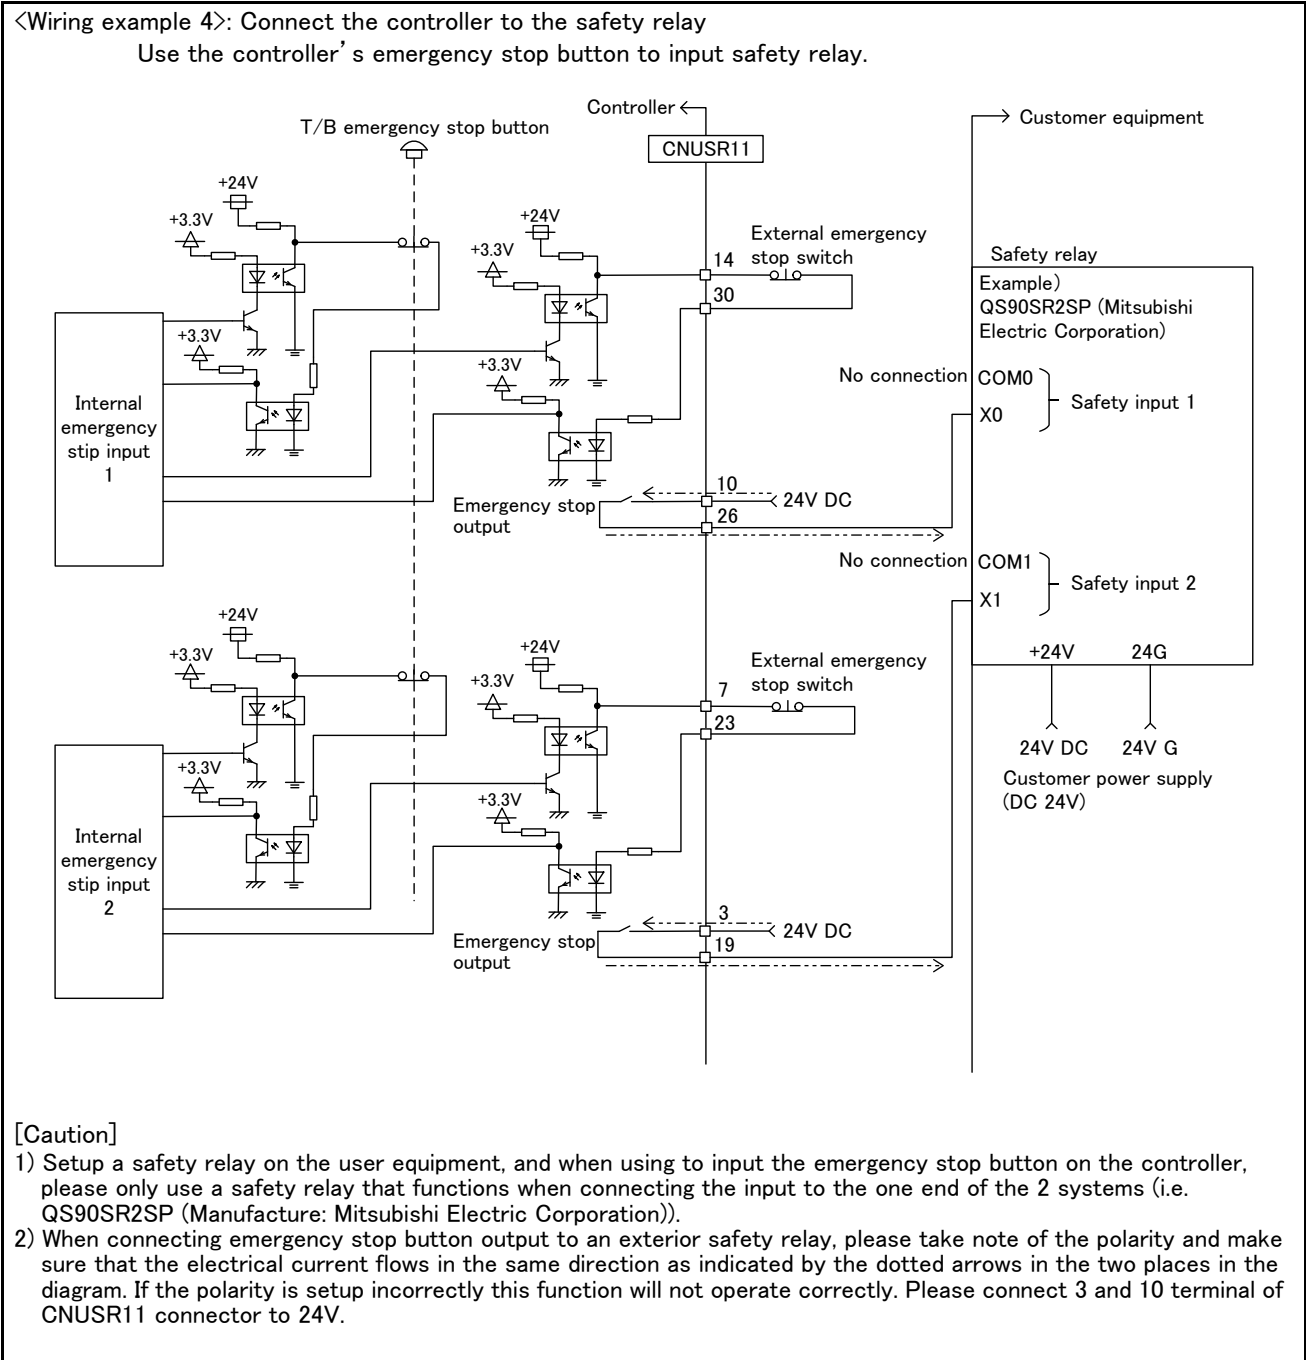 <Wiring example 4>: Connect the controller to the safety relay
Use the controller's emergency stop button to input safety relay.
Controller
T/B emergency stop button
CNUSR11
Customer equipment
+24V
+3.3V
+3.3V
Internal
emergency
stip input
1
+24V
+3.3V
+3.3V
14
30
External emergency
stop switch
Emergency stop
output
10
24V DC
26
Safety relay
Example)
QS90SR2SP (Mitsubishi
Electric Corporation)
No connection
COM0
X0
Safety input 1
No connection
COM1
X1
Safety input 2
+24V
24G
24V DC
24V G
Customer power supply
(DC 24V)
+24V
+3.3V
+3.3V
Internal
emergency
stip input
2
+24V
+3.3V
+3.3V
7
23
External emergency
stop switch
Emergency stop
output
3
24V DC
19
[Caution]
1) Setup a safety relay on the user equipment, and when using to input the emergency stop button on the controller,
please only use a safety relay that functions when connecting the input to the one end of the 2 systems (i.e.
QS90SR2SP (Manufacture: Mitsubishi Electric Corporation)).
2) When connecting emergency stop button output to an exterior safety relay, please take note of the polarity and make
sure that the electrical current flows in the same direction as indicated by the dotted arrows in the two places in the
diagram. If the polarity is setup incorrectly this function will not operate correctly. Please connect 3 and 10 terminal of
CNUSR11 connector to 24V.